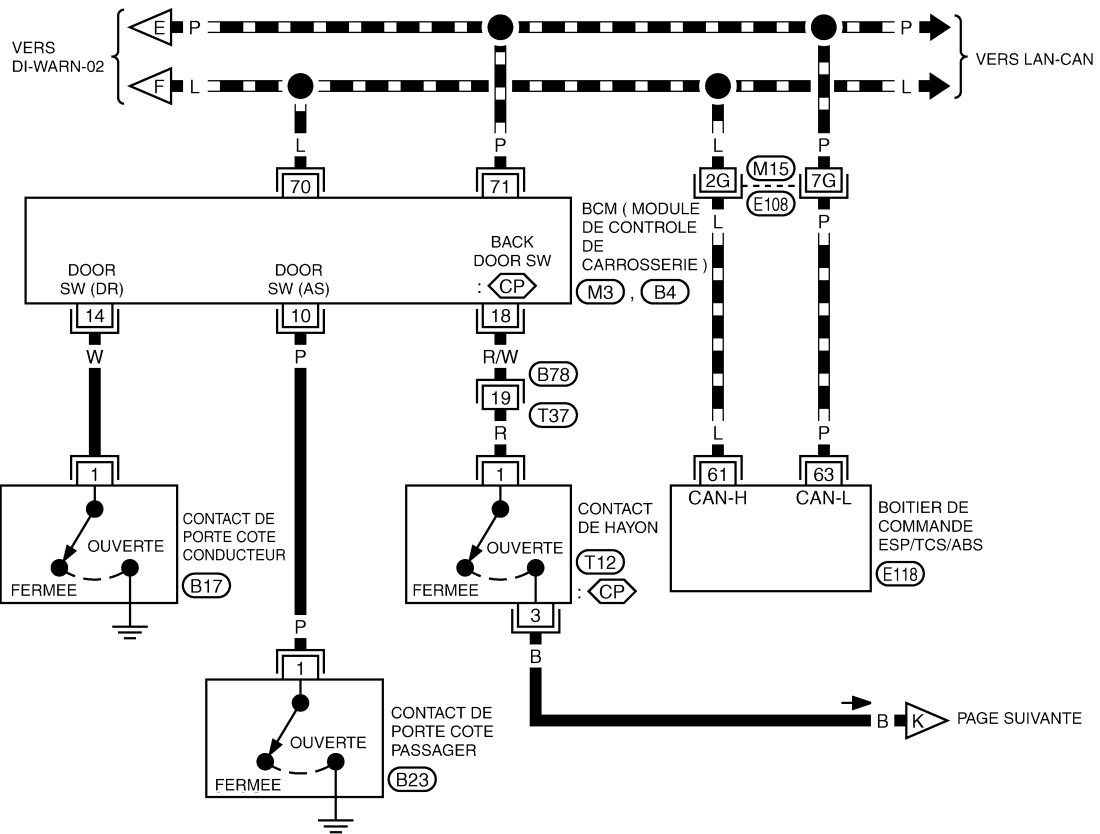 E P P
VERS
DI-WARN-02
VERS LAN-CAN
F L L
L P L P
70 71 2G M15 7G
E108
L P
BCM ( MODULE
DE CONTROLE
DE
CARROSSERIE )
M3 , B4
DOOR
SW (DR)
DOOR
SW (AS)
BACK
DOOR SW
: CP
14 10 18
W P R/W
B78
19
T37
R L P
1 1 61 63
CAN-H CAN-L
CONTACT DE
PORTE COTE
CONDUCTEUR
B17
OUVERTE
FERMEE
CONTACT
DE HAYON
T12
: CP
OUVERTE
FERMEE
BOITIER DE
COMMANDE
ESP/TCS/ABS
E118
3
P B
1
CONTACT DE
PORTE COTE
PASSAGER
B23
OUVERTE
FERMEE
B K PAGE SUIVANTE